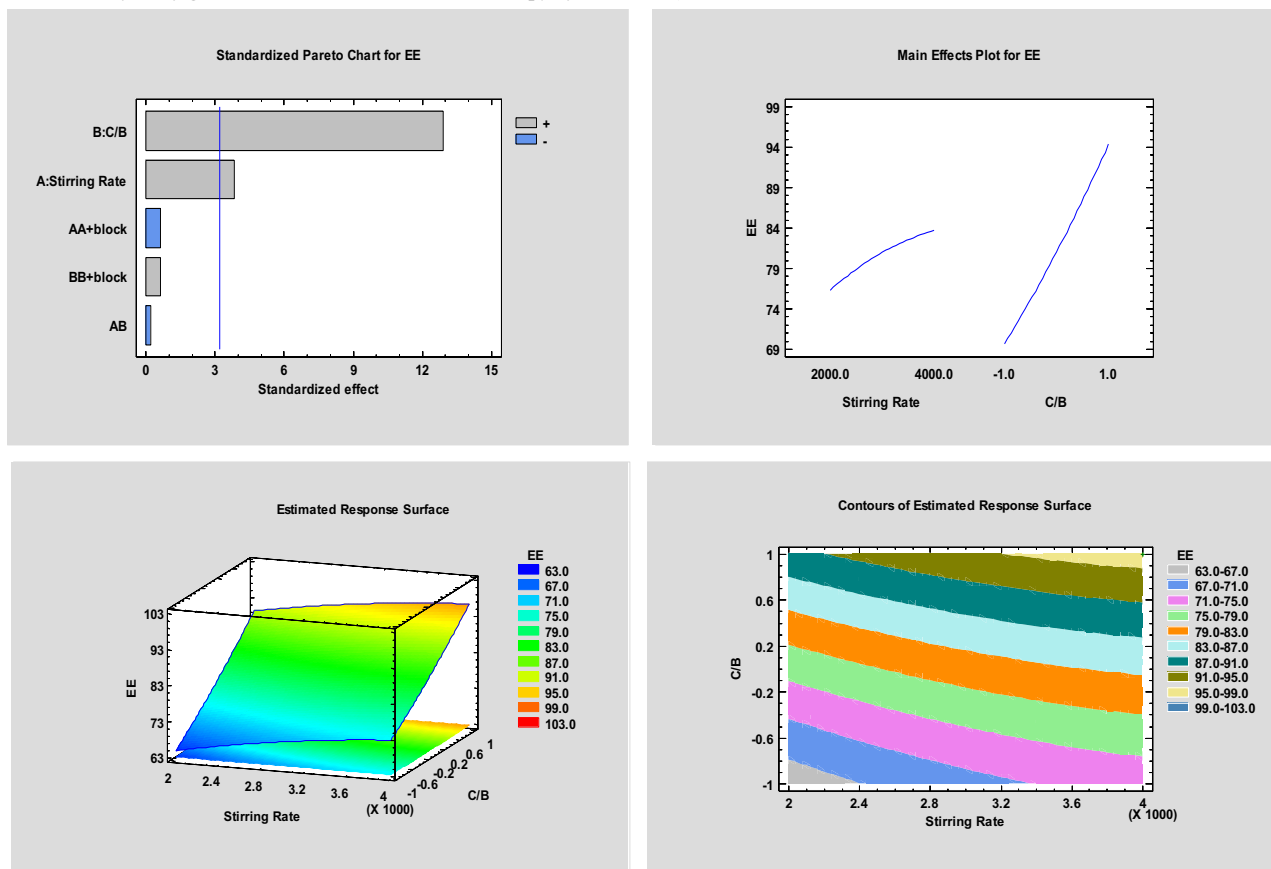 Standardized Pareto Chart for EE
B:C/B
A:Stirring Rate
AA+block
BB+block
AB
0 3 6 9 12 15
Standardized effect
+
-
Main Effects Plot for EE
EE
99
94
89
84
79
74
69
2000.0 4000.0 -1.0 1.0
Stirring Rate C/B
Estimated Response Surface
EE
103
93
83
73
63
2 2.4 2.8 3.2 3.6 4
(X 1000)
Stirring Rate
-1 -0.6 -0.2 0.2 0.6 1
C/B
EE
63.0
67.0
71.0
75.0
79.0
83.0
87.0
91.0
95.0
99.0
103.0
Contours of Estimated Response Surface
C/B
1
0.6
0.2
-0.2
-0.6
-1
2 2.4 2.8 3.2 3.6 4
(X 1000)
Stirring Rate
EE
63.0-67.0
67.0-71.0
71.0-75.0
75.0-79.0
79.0-83.0
83.0-87.0
87.0-91.0
91.0-95.0
95.0-99.0
99.0-103.0